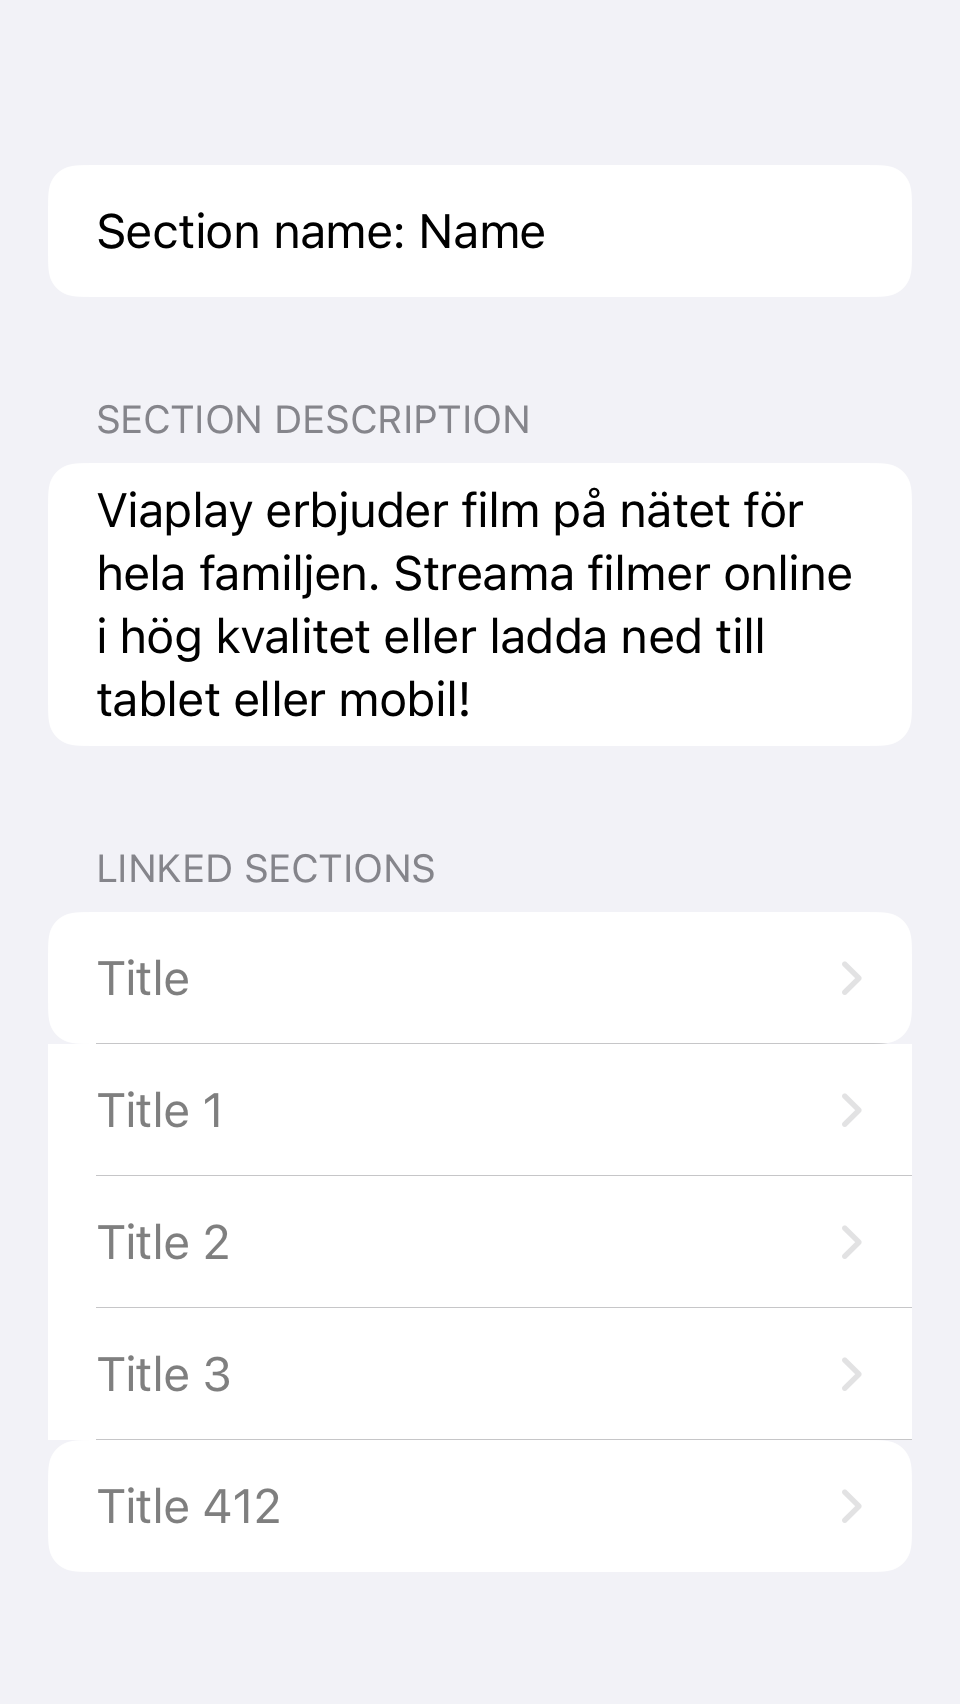 Section name: Name
SECTION DESCRIPTION
Viaplay erbjuder film på nätet för
hela familjen. Streama filmer online
i hög kvalitet eller ladda ned till
tablet eller mobil!
LINKED SECTIONS
Title
Title 1
Title 2
Title 3
Title 412